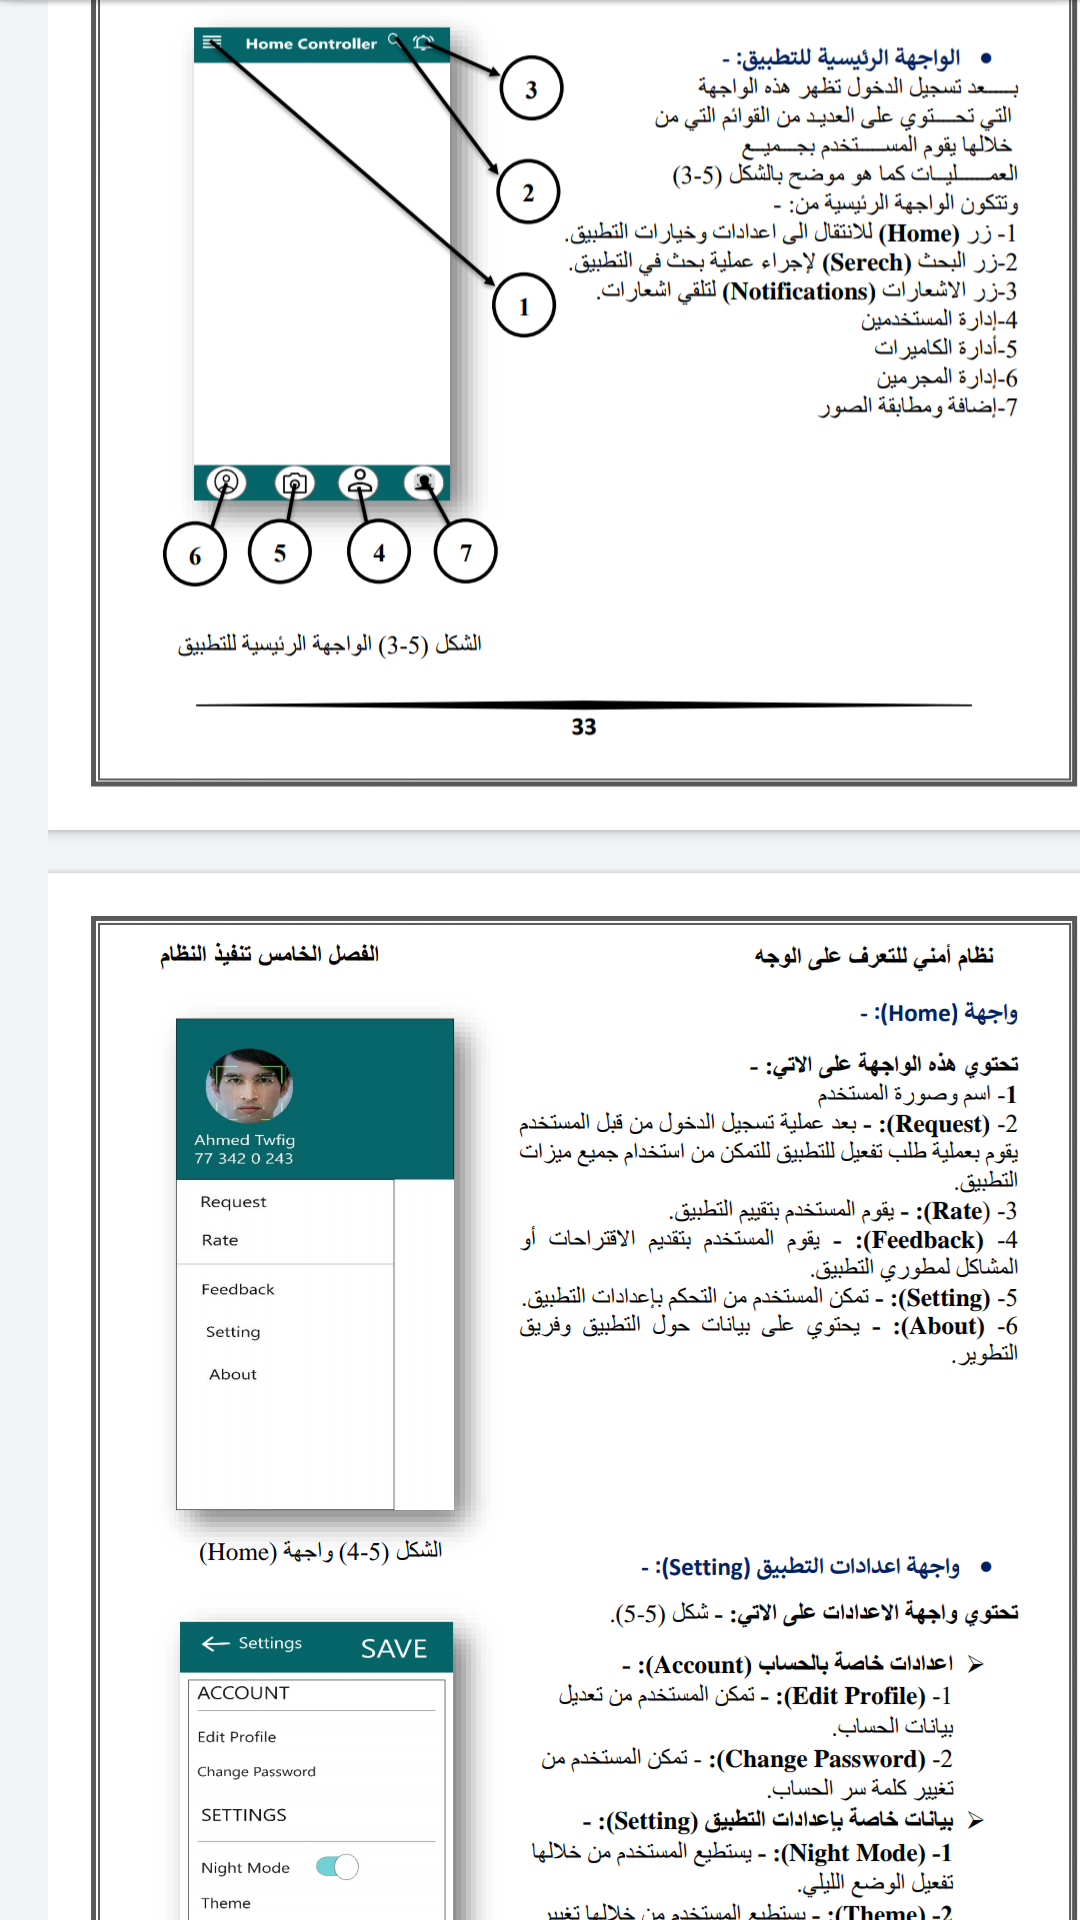 Home Controller
3
2
1
6
5
4
7
• الواجهة الرئيسية للتطبيق: -
بـــــعد تسجيل الدخول تظهر هذه الواجهة
التي تحـــتوي على العديد من القوائم التي من
خلالها يقوم المســــتخدم بجـــميــع
العمــــليــات كما هو موضح بالشكل (5-3)
وتتكون الواجهة الرئيسية من: -
1- زر (Home) للانتقال الى اعدادات وخيارات التطبيق.
2-زر البحث (Serech) لإجراء عملية بحث في التطبيق.
3-زر الاشعارات (Notifications) لتلقي اشعارات.
4-إدارة المستخدمين
5-أدارة الكاميرات
6-إدارة المجرمين
7-إضافة ومطابقة الصور
الشكل (5-3) الواجهة الرئيسية للتطبيق
33
نظام أمني للتعرف على الوجه
الفصل الخامس تنفيذ النظام
واجهة (Home): -
تحتوي هذه الواجهة على الاتي: -
1- اسم وصورة المستخدم
2- (Request): - بعد عملية تسجيل الدخول من قبل المستخدم
يقوم بعملية طلب تفعيل للتطبيق للتمكن من استخدام جميع ميزات
التطبيق.
3- (Rate): - يقوم المستخدم بتقييم التطبيق.
4- (Feedback): - يقوم المستخدم بتقديم الاقتراحات أو
المشاكل لمطوري التطبيق.
5- (Setting): - تمكن المستخدم من التحكم بإعدادات التطبيق.
6- (About): - يحتوي على بيانات حول التطبيق وفريق
التطوير.
Ahmed Twfig
77 342 0 243
Request
Rate
Feedback
Setting
About
الشكل (5-4) واجهة (Home)
• واجهة اعدادات التطبيق (Setting): -
تحتوي واجهة الاعدادات على الاتي: - شكل (5-5).
➢ اعدادات خاصة بالحساب (Account): -
1- (Edit Profile): - تمكن المستخدم من تعديل
بيانات الحساب.
2- (Change Password): - تمكن المستخدم من
تغيير كلمة سر الحساب.
➢ بيانات خاصة بإعدادات التطبيق (Setting): -
1- (Night Mode): - يستطيع المستخدم من خلالها
تفعيل الوضع الليلي.
2- (Theme): - يستطيع المستخدم من خلالها تغيير
Settings
SAVE
ACCOUNT
Edit Profile
Change Password
SETTINGS
Night Mode
Theme